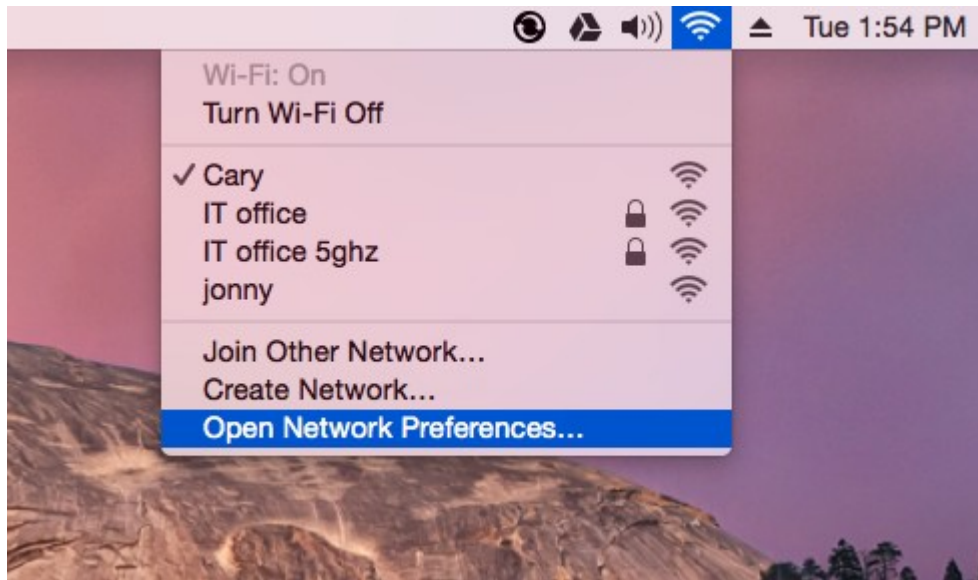 Tue 1:54 PM
Wi-Fi: On
Turn Wi-Fi Off
Cary
IT office
IT office 5ghz
jonny
Join Other Network...
Create Network...
Open Network Preferences...